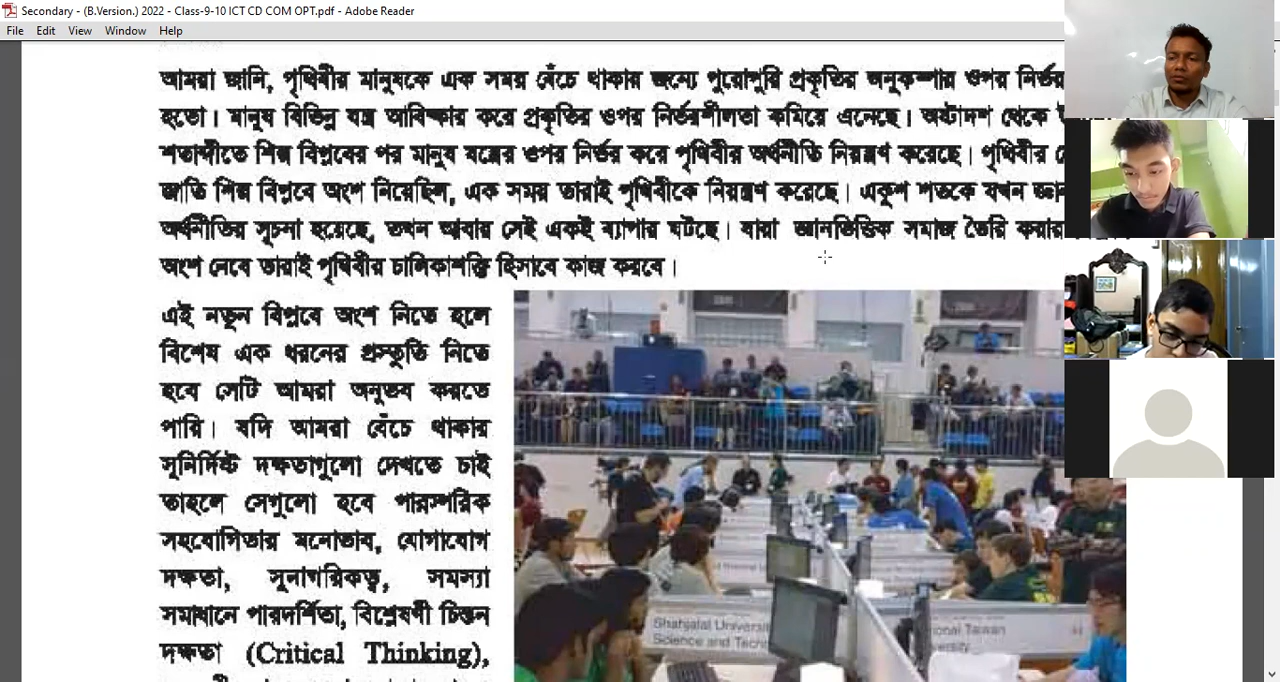 Secondary - (B.Version.) 2022 - Class-9-10 ICT CD COM OPT.pdf - Adobe Reader
File Edit View Window Help
আমরা জানি, পৃথিবীর মানুষকে এক সময় বেঁচে থাকার জন্যে পুরোপুরি প্রকৃতির অনুকম্পার ওপর নির্ভর
হতো। মানুষ বিভিন্ন যন্ত্র আবিষ্কার করে প্রকৃতির ওপর নির্ভরশীলতা কমিয়ে এনেছে। অষ্টাদশ থেকে
শতাব্দীতে শিল্প বিপ্লবের পর মানুষ যন্ত্রের ওপর নির্ভর করে পৃথিবীর অর্থনীতি নিয়ন্ত্রণ করেছে। পৃথিবীর
জাতি শিল্প বিপ্লবে অংশ নিয়েছিল, এক সময় তারাই পৃথিবীকে নিয়ন্ত্রণ করেছে। একুশ শতকে যখন জ্ঞান
অর্থনীতির সূচনা হয়েছে, তখন আবার সেই একই ব্যাপার ঘটছে। যারা জ্ঞানভিত্তিক সমাজ তৈরি করার
অংশ নেবে তারাই পৃথিবীর চালিকাশক্তি হিসাবে কাজ করবে।
এই নতুন বিপ্লবে অংশ নিতে হলে
বিশেষ এক ধরনের প্রস্তুতি নিতে
হবে সেটি আমরা অনুভব করতে
পারি। যদি আমরা বেঁচে থাকার
সুনির্দিষ্ট দক্ষতাগুলো দেখতে চাই
তাহলে সেগুলো হবে পারস্পরিক
সহযোগিতার মনোভাব, যোগাযোগ
দক্ষতা, সুনাগরিকত্ব, সমস্যা
সমাধানে পারদর্শিতা, বিশ্লেষণী চিন্তন
দক্ষতা (Critical Thinking),
Shahjalal Universi
Science and Techn
ional Taiwan
versity